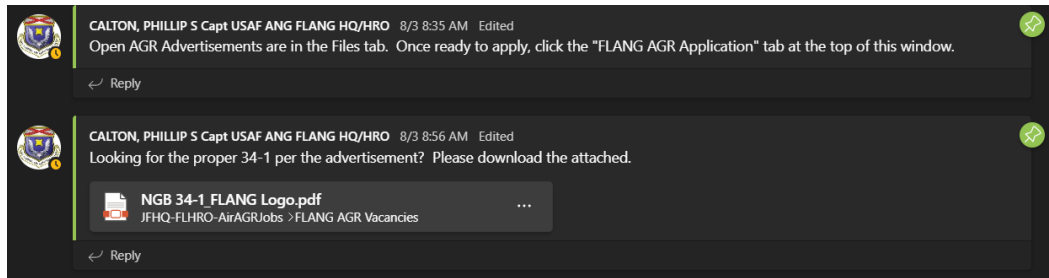 CALTON, PHILLIP S Capt USAF ANG FLANG HQ/HRO 8/3 8:35 AM Edited
Open AGR Advertisements are in the Files tab. Once ready to apply, click the "FLANG AGR Application" tab at the top of this window.
Reply
CALTON, PHILLIP S Capt USAF ANG FLANG HQ/HRO 8/3 8:56 AM Edited
Looking for the proper 34-1 per the advertisement? Please download the attached.
NGB 34-1_FLANG Logo.pdf
...
JFHQ-FLHRO-AirAGRJobs >FLANG AGR Vacancies
Reply